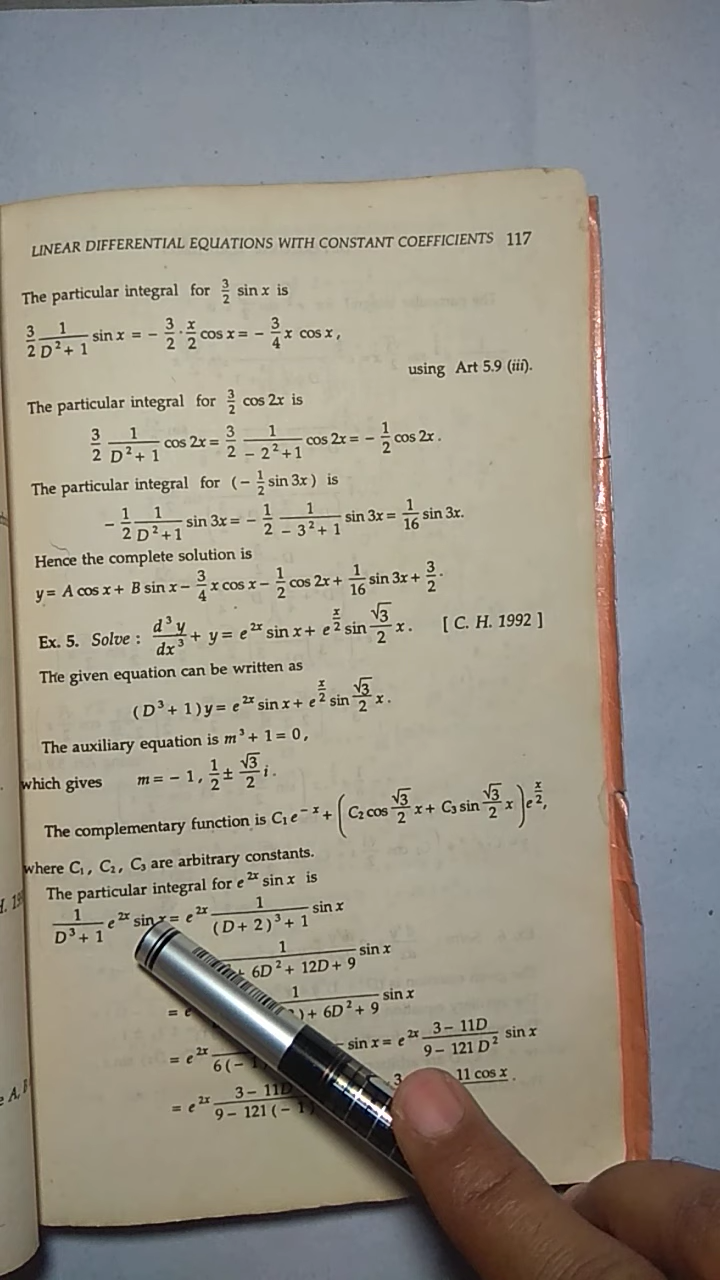 LINEAR DIFFERENTIAL EQUATIONS WITH CONSTANT COEFFICIENTS 117
The particular integral for 3/2 sin x is
3/2 1/(D² + 1) sin x = − 3/2 · x/2 cos x = − 3/4 x cos x,
using Art 5.9 (iii).
The particular integral for 3/2 cos 2x is
3/2 1/(D² + 1) cos 2x = 3/2 1/(− 2² + 1) cos 2x = − 1/2 cos 2x.
The particular integral for (− 1/2 sin 3x) is
− 1/2 1/(D² + 1) sin 3x = − 1/2 1/(− 3² + 1) sin 3x = 1/16 sin 3x.
Hence the complete solution is
y = A cos x + B sin x − 3/4 x cos x − 1/2 cos 2x + 1/16 sin 3x + 3/2.
Ex. 5. Solve : d³y/dx³ + y = e^{2x} sin x + e^{x/2} sin √3/2 x. [ C. H. 1992 ]
The given equation can be written as
(D³ + 1) y = e^{2x} sin x + e^{x/2} sin √3/2 x.
The auxiliary equation is m³ + 1 = 0,
which gives m = − 1, 1/2 ± √3/2 i.
The complementary function is C₁ e^{− x} + (C₂ cos √3/2 x + C₃ sin √3/2 x) e^{x/2},
where C₁, C₂, C₃ are arbitrary constants.
The particular integral for e^{2x} sin x is
1/(D³ + 1) e^{2x} sin x = e^{2x} 1/((D + 2)³ + 1) sin x
1/( + 6D² + 12D + 9) sin x
= e 1/( ) + 6D² + 9 sin x
= e^{2x} 6(− 1 sin x = e^{2x} (3 − 11D)/(9 − 121 D²) sin x
= e^{2x} (3 − 11D)/(9 − 121 (− 1) 3 11 cos x.